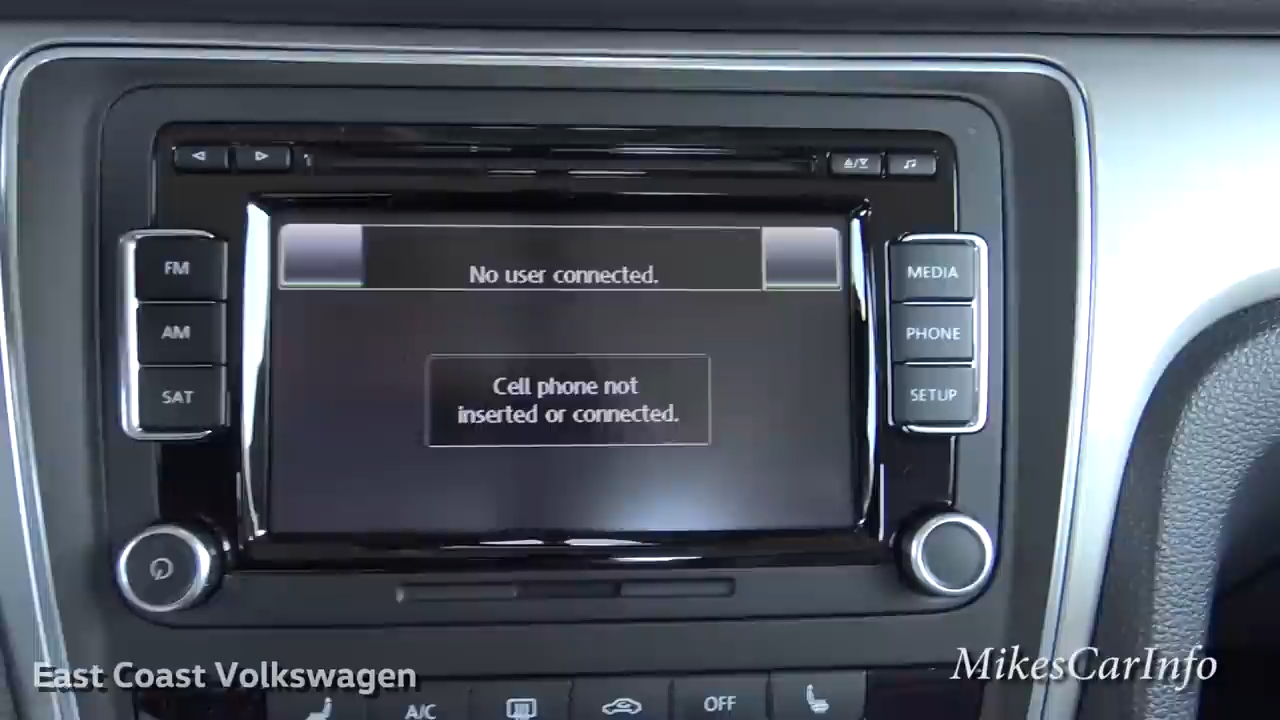 FM
AM
SAT
No user connected.
Cell phone not
inserted or connected.
MEDIA
PHONE
SETUP
East Coast Volkswagen
MikesCarInfo
A/C
OFF